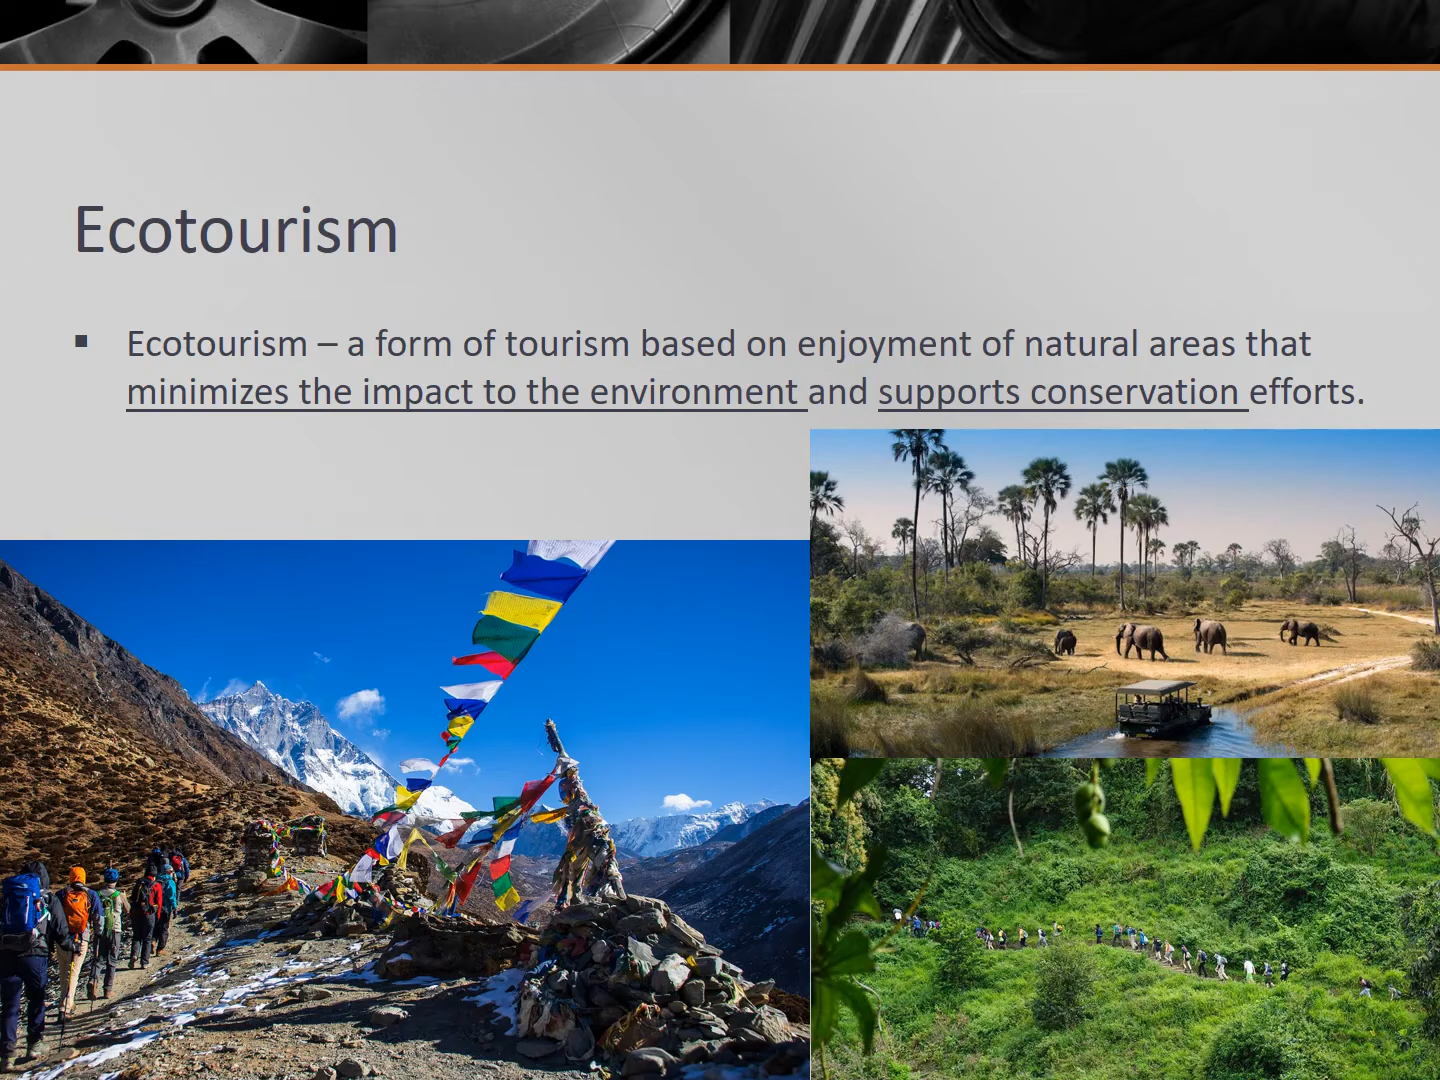 Ecotourism
▪ Ecotourism – a form of tourism based on enjoyment of natural areas that
minimizes the impact to the environment and supports conservation efforts.